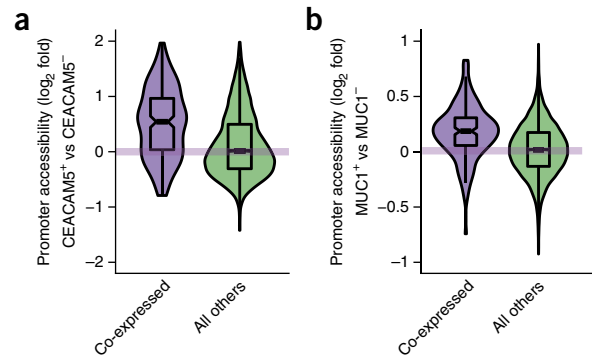 a
Promoter accessibility (log₂ fold)
CEACAM5⁺ vs CEACAM5⁻
2
1
0
–1
–2
Co-expressed
All others
b
Promoter accessibility (log₂ fold)
MUC1⁺ vs MUC1⁻
1
0.5
0
–0.5
–1
Co-expressed
All others